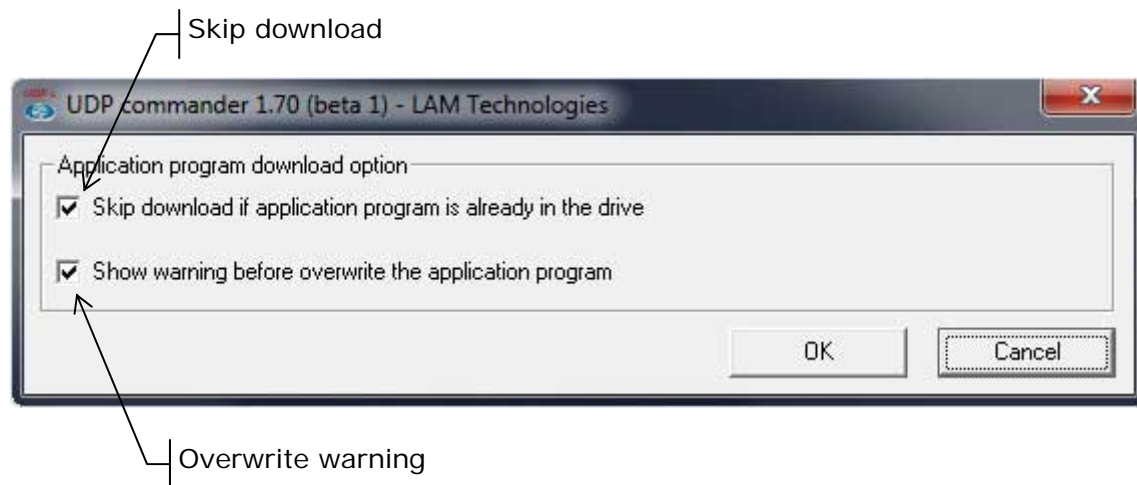 Skip download
UDP commander 1.70 (beta 1) - LAM Technologies
Application program download option
Skip download if application program is already in the drive
Show warning before overwrite the application program
OK
Cancel
Overwrite warning